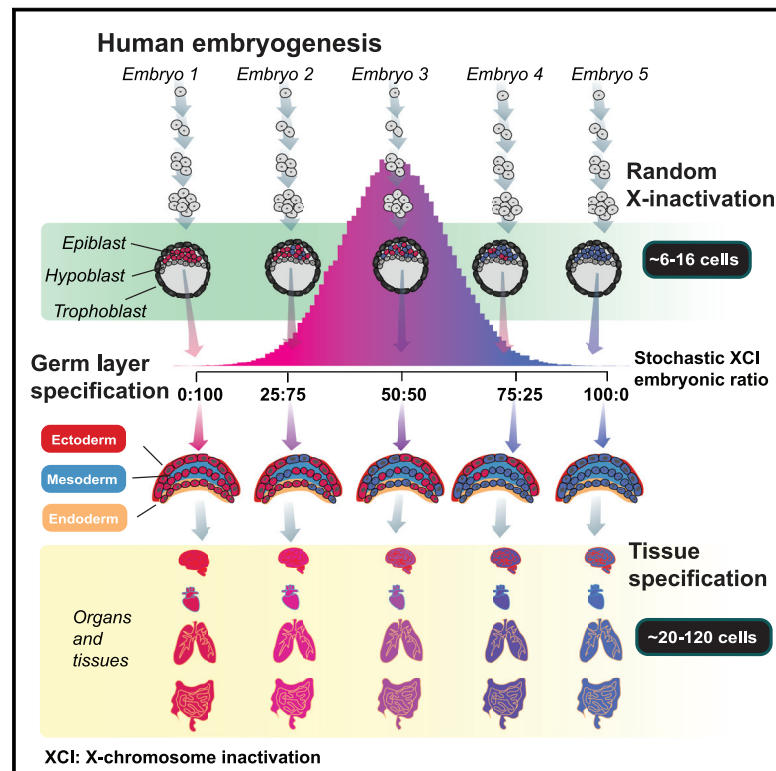 Human embryogenesis
Embryo 1 Embryo 2 Embryo 3 Embryo 4 Embryo 5
Random
X-inactivation
Epiblast
Hypoblast
Trophoblast
~6-16 cells
Germ layer
specification
Stochastic XCI
embryonic ratio
0:100 25:75 50:50 75:25 100:0
Ectoderm
Mesoderm
Endoderm
Tissue
specification
Organs
and
tissues
~20-120 cells
XCI: X-chromosome inactivation